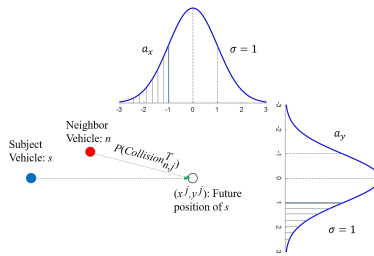 a_x
σ = 1
-3 -2 -1 0 1 2 3
Neighbor
Vehicle: n
Subject
Vehicle: s
P(Collision^T_{n,j})
(x^j, y^j): Future
position of s
-3 -2 -1 0 1 2 3
a_y
σ = 1